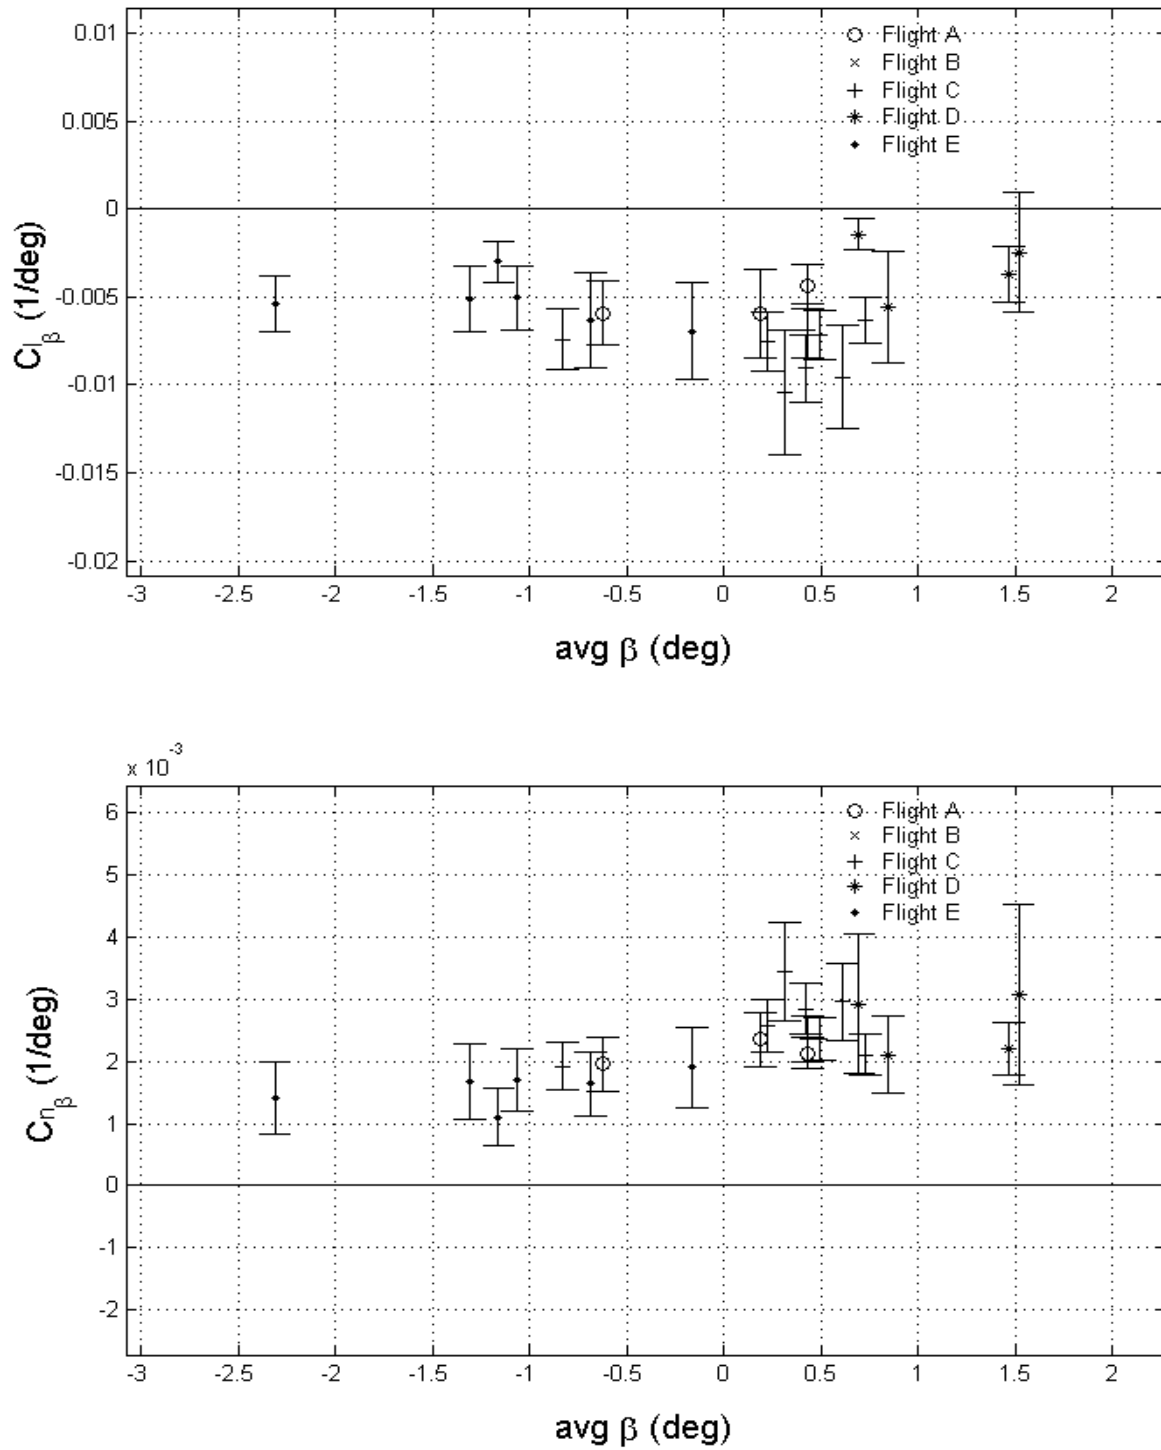 0.01
0.005
0
-0.005
-0.01
-0.015
-0.02
C_l_β (1/deg)
Flight A
Flight B
Flight C
Flight D
Flight E
-3 -2.5 -2 -1.5 -1 -0.5 0 0.5 1 1.5 2
avg β (deg)
x 10^-3
6
5
4
3
2
1
0
-1
-2
C_n_β (1/deg)
Flight A
Flight B
Flight C
Flight D
Flight E
-3 -2.5 -2 -1.5 -1 -0.5 0 0.5 1 1.5 2
avg β (deg)